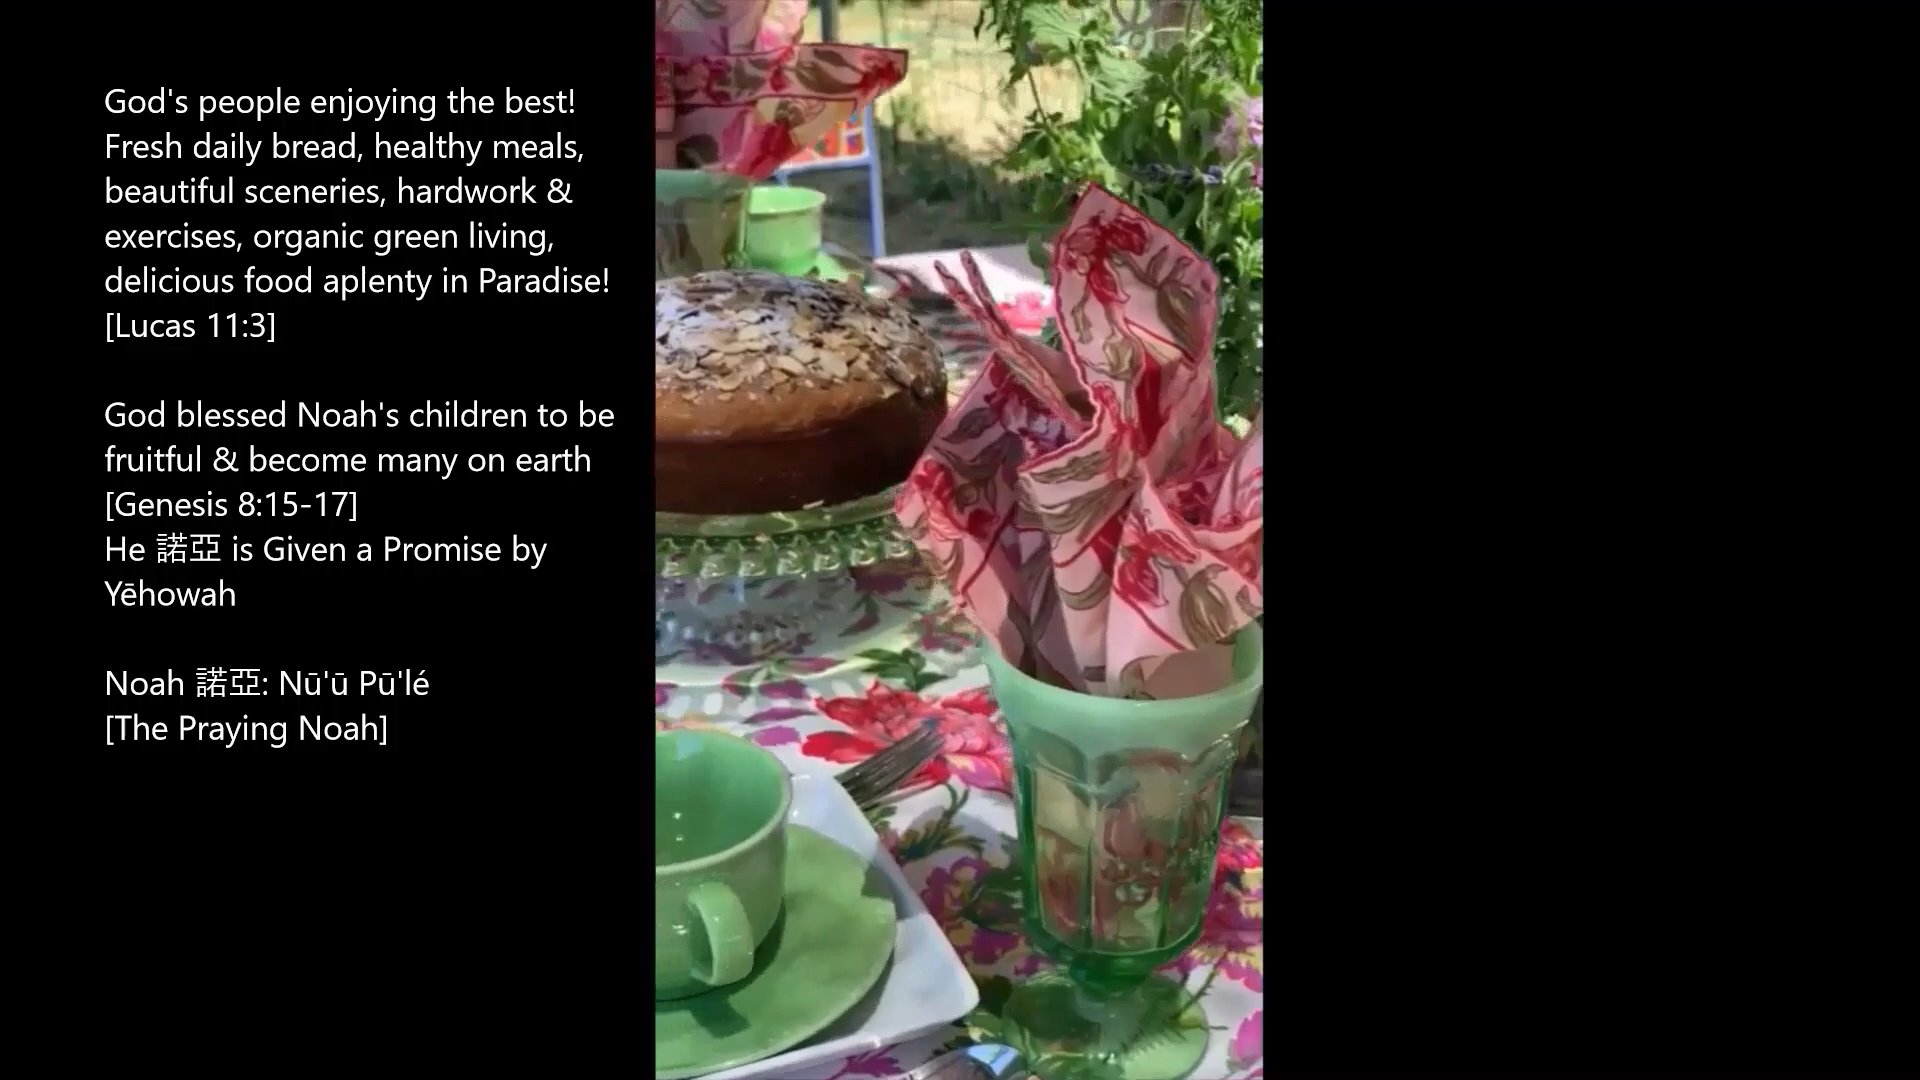 God's people enjoying the best!
Fresh daily bread, healthy meals,
beautiful sceneries, hardwork &
exercises, organic green living,
delicious food aplenty in Paradise!
[Lucas 11:3]
God blessed Noah's children to be
fruitful & become many on earth
[Genesis 8:15-17]
He 諾亞 is Given a Promise by
Yēhowah
Noah 諾亞: Nū'ū Pū'lé
[The Praying Noah]